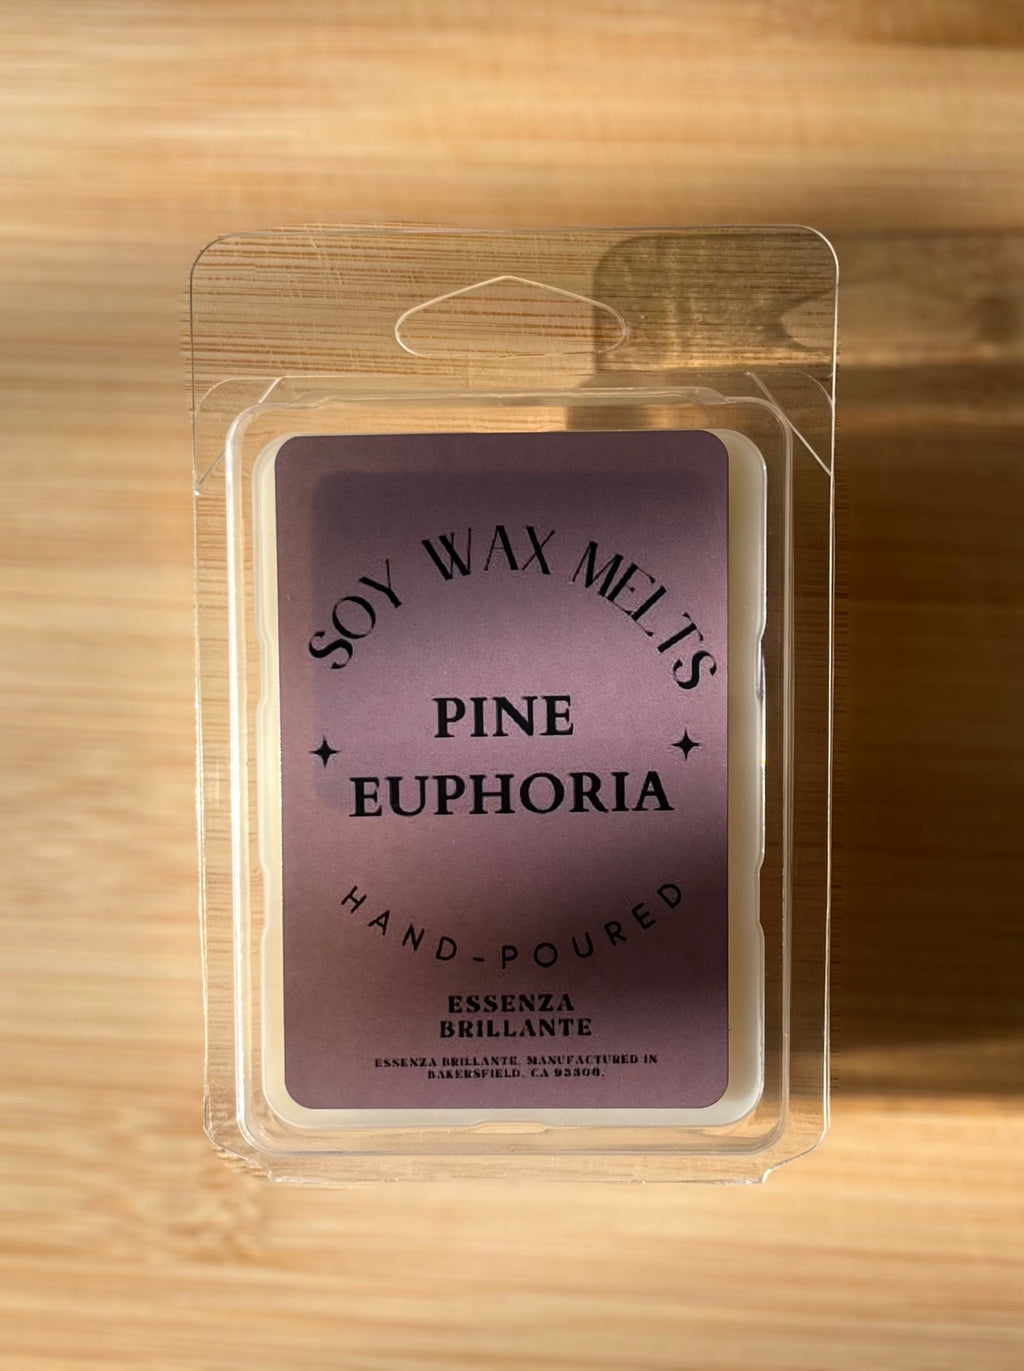 SOY WAX MELTS
PINE
EUPHORIA
HAND-POURED
ESSENZA
BRILLANTE
ESSENZA BRILLANTE, MANUFACTURED IN
BAKERSFIELD, CA 93306.